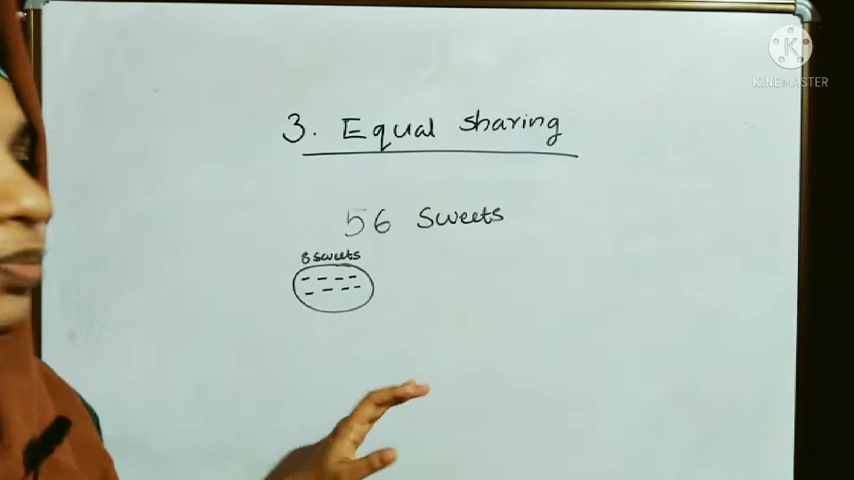 3. Equal sharing
56 Sweets
8 sweets
K
KINEMASTER